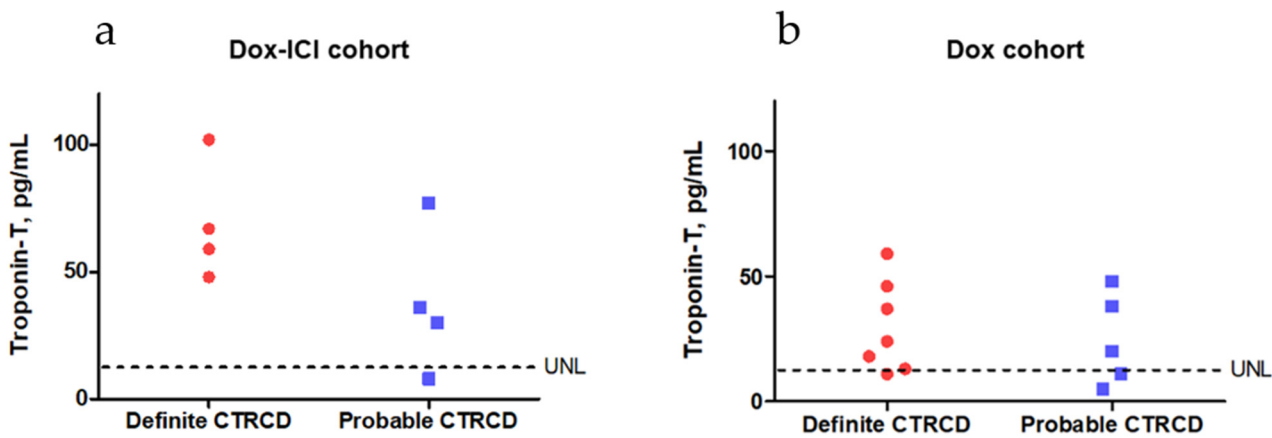 a
Dox-ICI cohort
Troponin-T, pg/mL
100
50
0
UNL
Definite CTRCD
Probable CTRCD
b
Dox cohort
Troponin-T, pg/mL
100
50
0
UNL
Definite CTRCD
Probable CTRCD